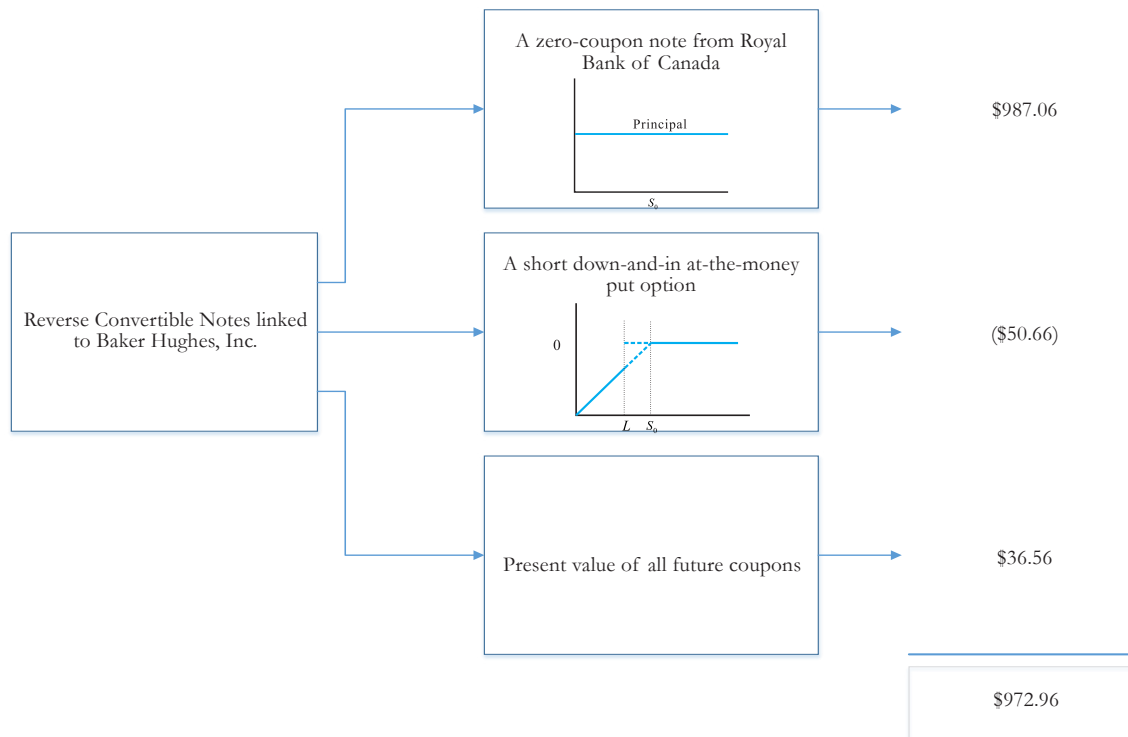 A zero-coupon note from Royal
Bank of Canada
Principal
S₀
$987.06
Reverse Convertible Notes linked
to Baker Hughes, Inc.
A short down-and-in at-the-money
put option
0
L S₀
($50.66)
Present value of all future coupons
$36.56
$972.96